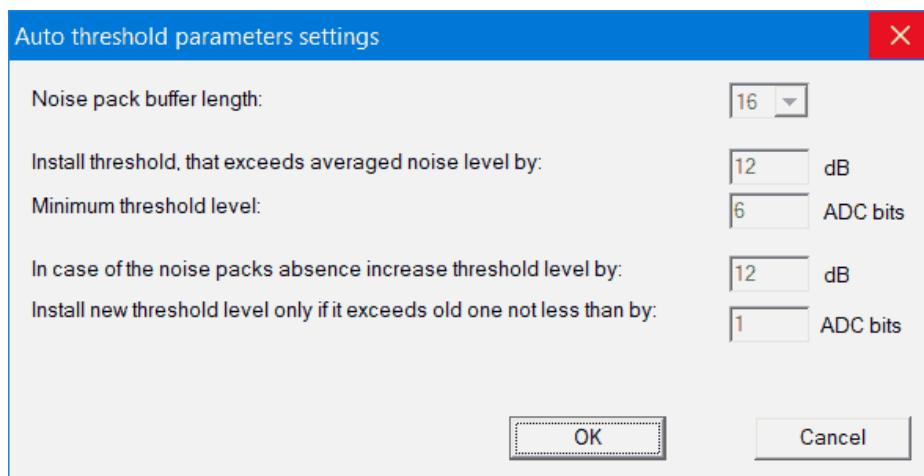 Auto threshold parameters settings
Noise pack buffer length: 16
Install threshold, that exceeds averaged noise level by: 12 dB
Minimum threshold level: 6 ADC bits
In case of the noise packs absence increase threshold level by: 12 dB
Install new threshold level only if it exceeds old one not less than by: 1 ADC bits
OK Cancel